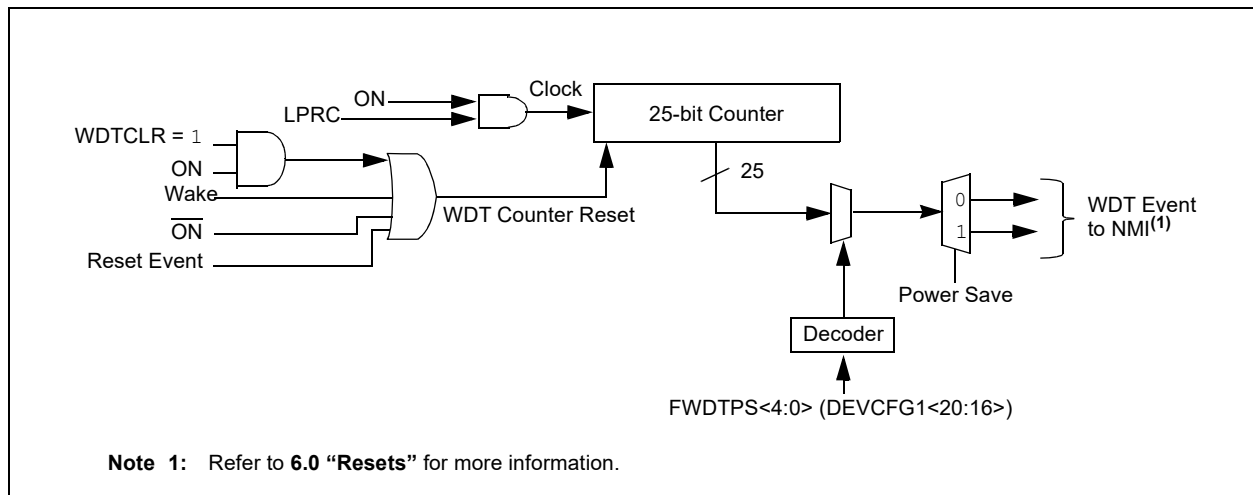 ON
Clock
LPRC
25-bit Counter
WDTCLR = 1
ON
Wake
25
WDT Counter Reset
ON
Reset Event
0
1
WDT Event
to NMI(1)
Power Save
Decoder
FWDTPS<4:0> (DEVCFG1<20:16>)
Note 1: Refer to 6.0 “Resets” for more information.